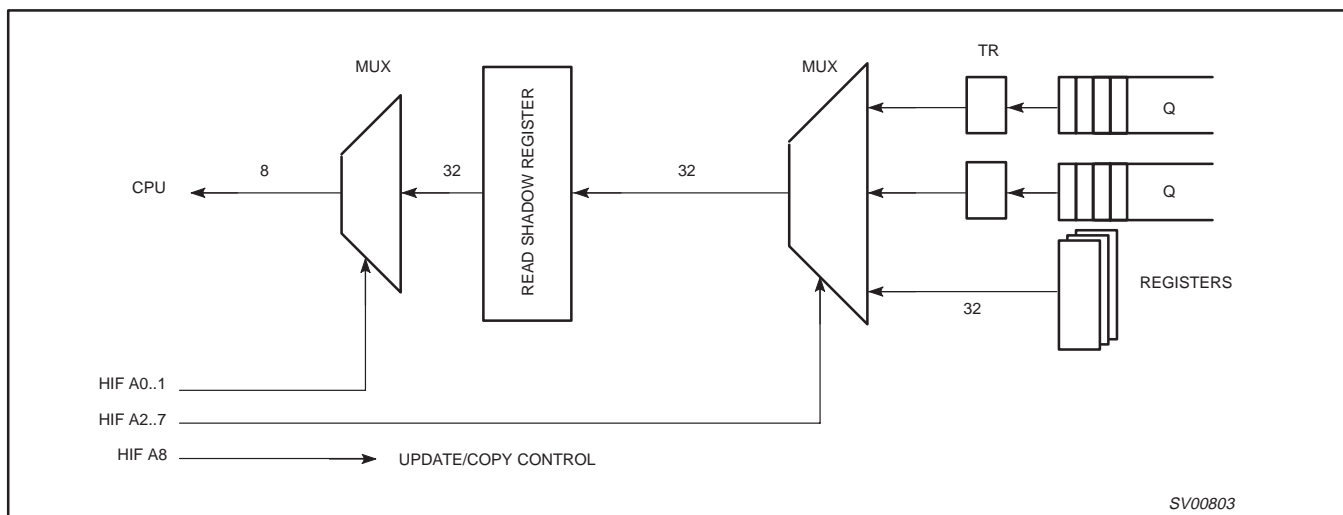 TR
MUX
MUX
Q
READ SHADOW REGISTER
8
32
32
CPU
Q
REGISTERS
32
HIF A0..1
HIF A2..7
HIF A8
UPDATE/COPY CONTROL
SV00803